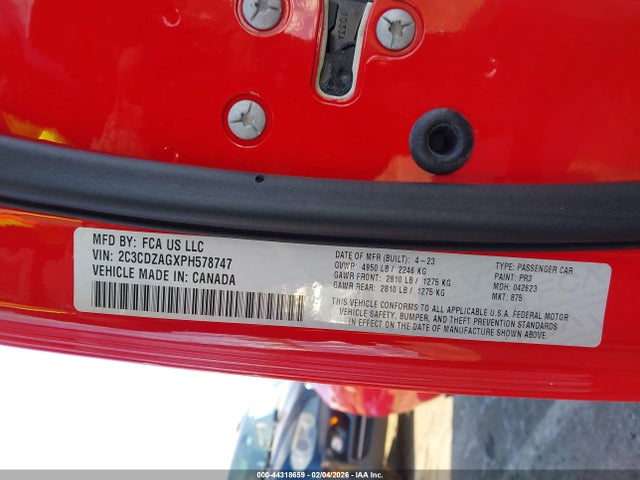 1033A
MFD BY: FCA US LLC
VIN: 2C3CDZAGXPH578747
VEHICLE MADE IN CANADA
DATE OF MFR (BUILT): 4-23
GVWR: 4950 LB / 2246 KG
GAWR FRONT: 2810 LB / 1275 KG
GAWR REAR: 2810 LB / 1275 KG
TYPE: PASSENGER CAR
PAINT: PR3
MDH: 042623
MKT: 875
THIS VEHICLE CONFORMS TO ALL APPLICABLE U.S.A. FEDERAL MOTOR
VEHICLE SAFETY, BUMPER, AND THEFT PREVENTION STANDARDS
IN EFFECT ON THE DATE OF MANUFACTURE SHOWN ABOVE.
000-44318659 - 02/04/2026 - IAA Inc.